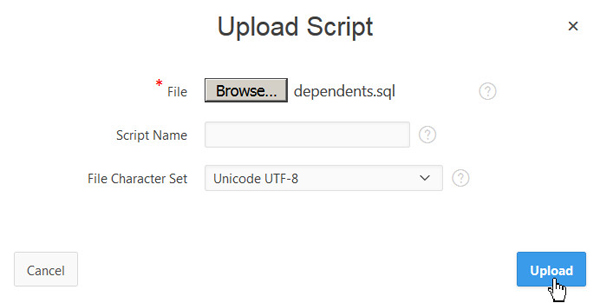 Upload Script ×
* File Browse... dependents.sql ?
Script Name ?
File Character Set Unicode UTF-8 ?
Cancel Upload